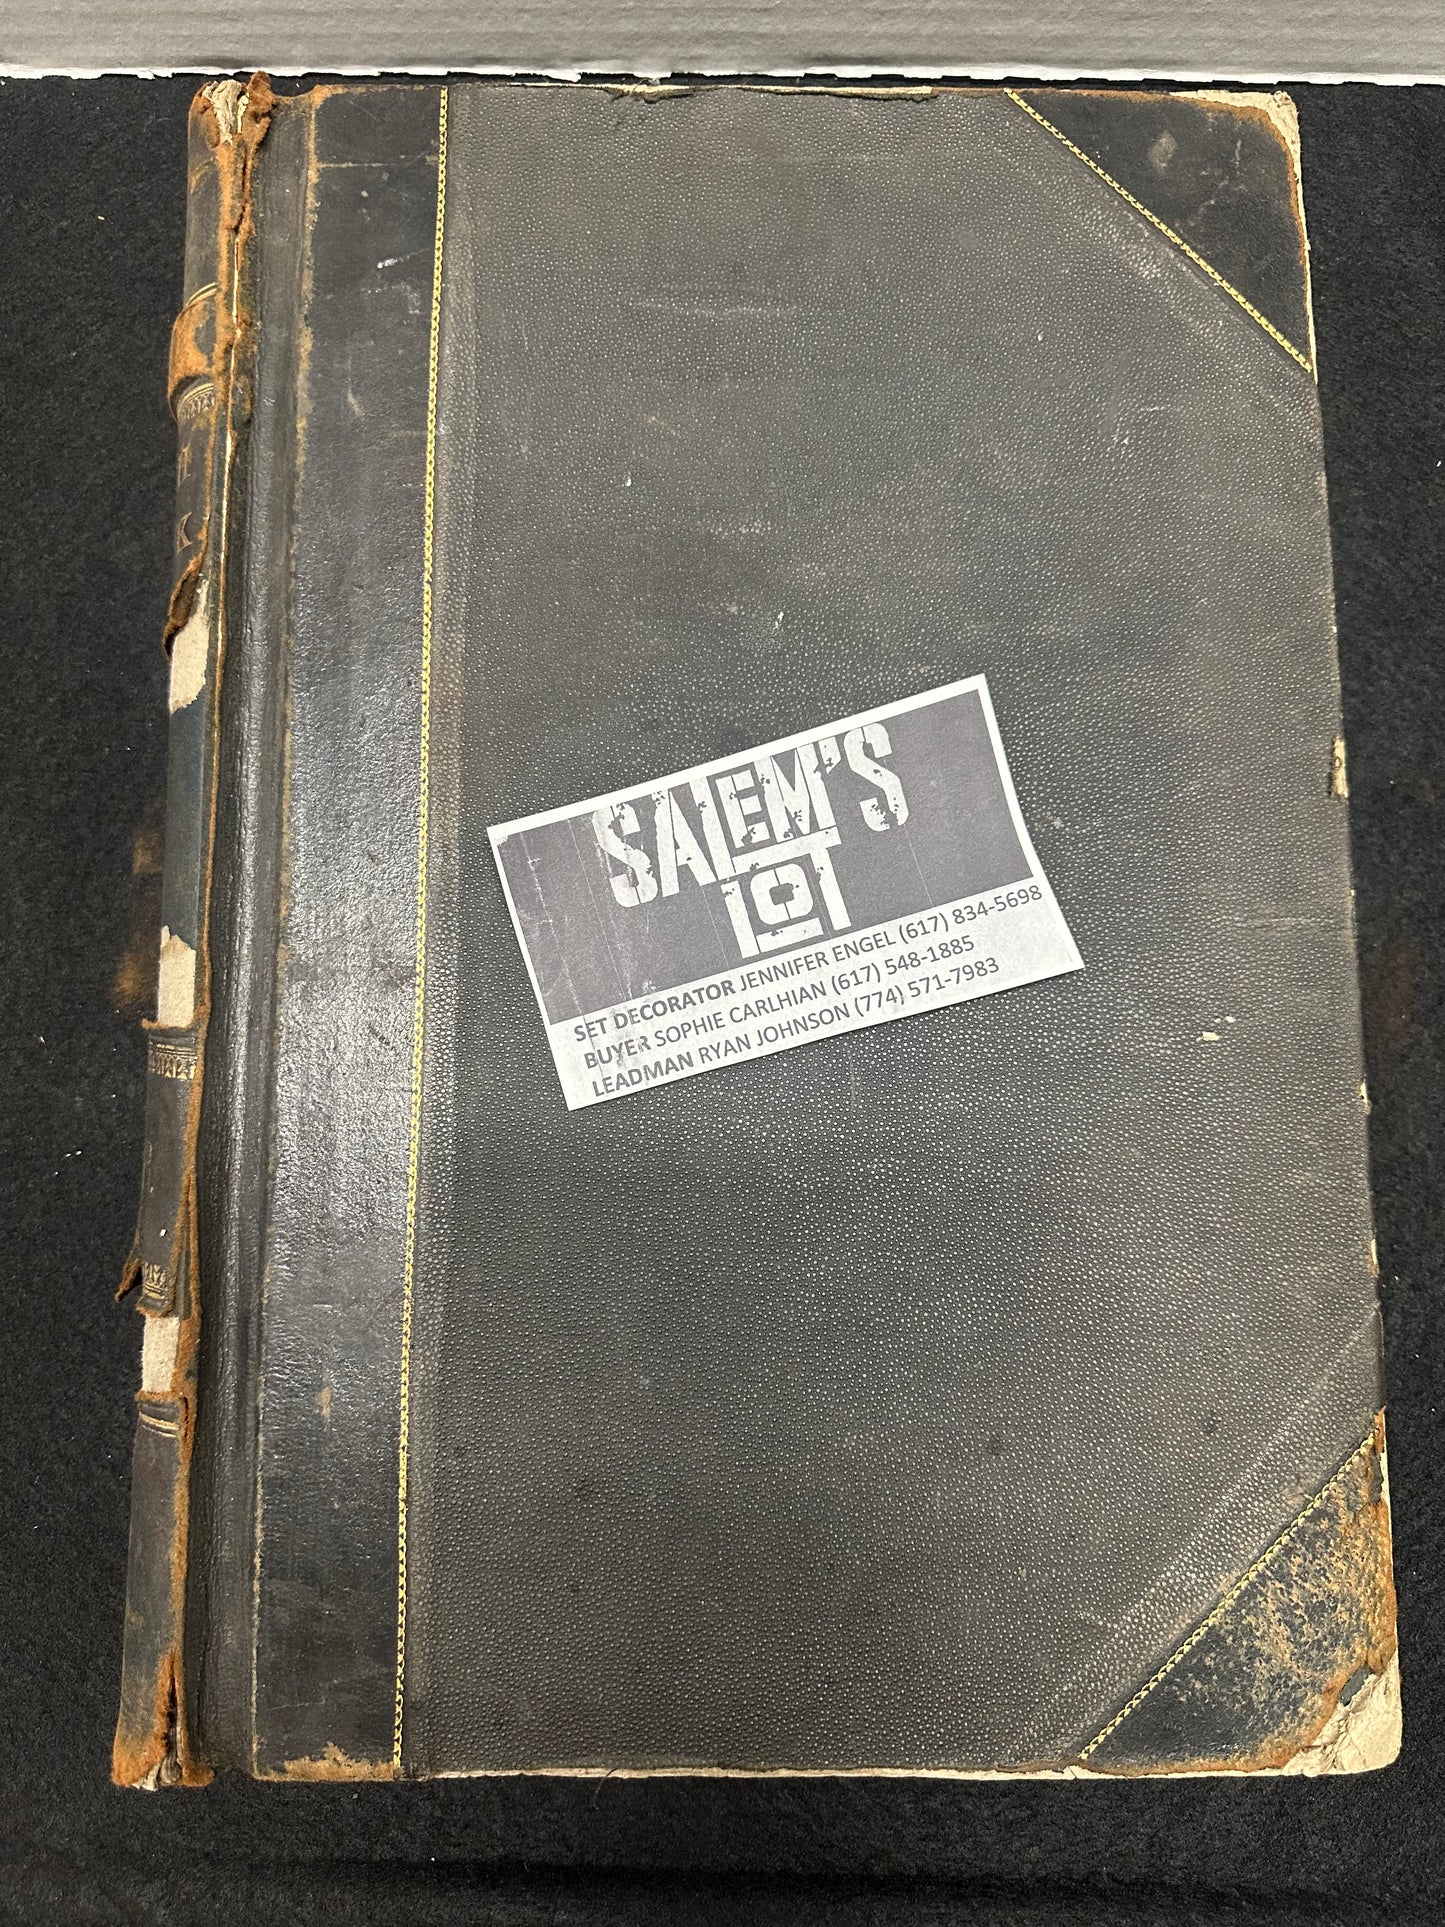 SALEM'S
LOT
SET DECORATOR JENNIFER ENGEL (617) 834-5698
BUYER SOPHIE CARLHIAN (617) 548-1885
LEADMAN RYAN JOHNSON (774) 571-7983